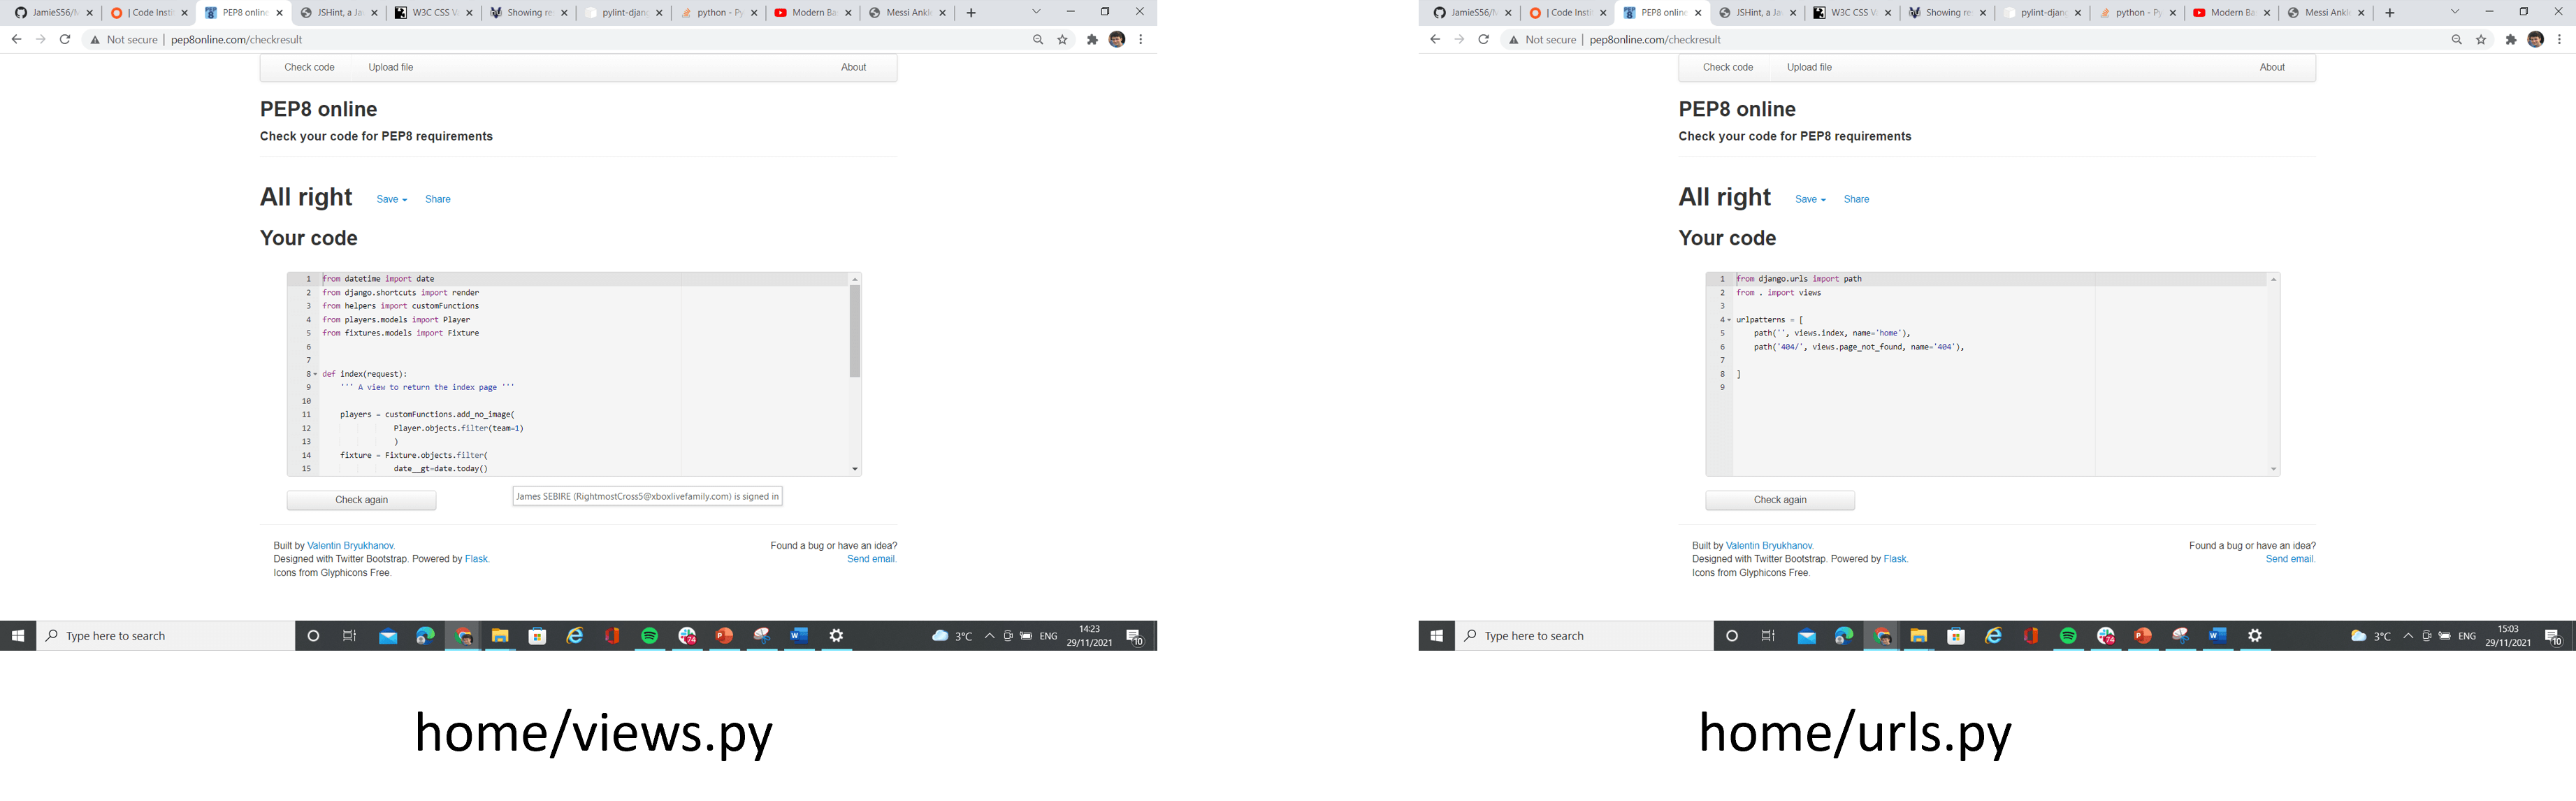 JamieS56/M
| Code Insti
PEP8 online
JSHint, a Ja
W3C CSS V
Showing re
pylint-djang
python - Py
Modern Ba
Messi Ankle
Not secure | pep8online.com/checkresult
Check code Upload file About
PEP8 online
Check your code for PEP8 requirements
All right Save Share
Your code
1 from datetime import date
2 from django.shortcuts import render
3 from helpers import customFunctions
4 from players.models import Player
5 from fixtures.models import Fixture
6
7
8 def index(request):
9 ''' A view to return the index page '''
10
11 players = customFunctions.add_no_image(
12 Player.objects.filter(team=1)
13 )
14 fixture = Fixture.objects.filter(
15 date__gt=date.today()
Check again
James SEBIRE (RightmostCross5@xboxlivefamily.com) is signed in
Built by Valentin Bryukhanov.
Designed with Twitter Bootstrap. Powered by Flask.
Icons from Glyphicons Free.
Found a bug or have an idea?
Send email.
Type here to search
74
3°C
ENG
14:23
29/11/2021
10
home/views.py
JamieS56/M
| Code Insti
PEP8 online
JSHint, a Ja
W3C CSS V
Showing re
pylint-djang
python - Py
Modern Ba
Messi Ankle
Not secure | pep8online.com/checkresult
Check code Upload file About
PEP8 online
Check your code for PEP8 requirements
All right Save Share
Your code
1 from django.urls import path
2 from . import views
3
4 urlpatterns = [
5 path('', views.index, name='home'),
6 path('404/', views.page_not_found, name='404'),
7
8 ]
9
Check again
Built by Valentin Bryukhanov.
Designed with Twitter Bootstrap. Powered by Flask.
Icons from Glyphicons Free.
Found a bug or have an idea?
Send email.
Type here to search
74
3°C
ENG
15:03
29/11/2021
10
home/urls.py